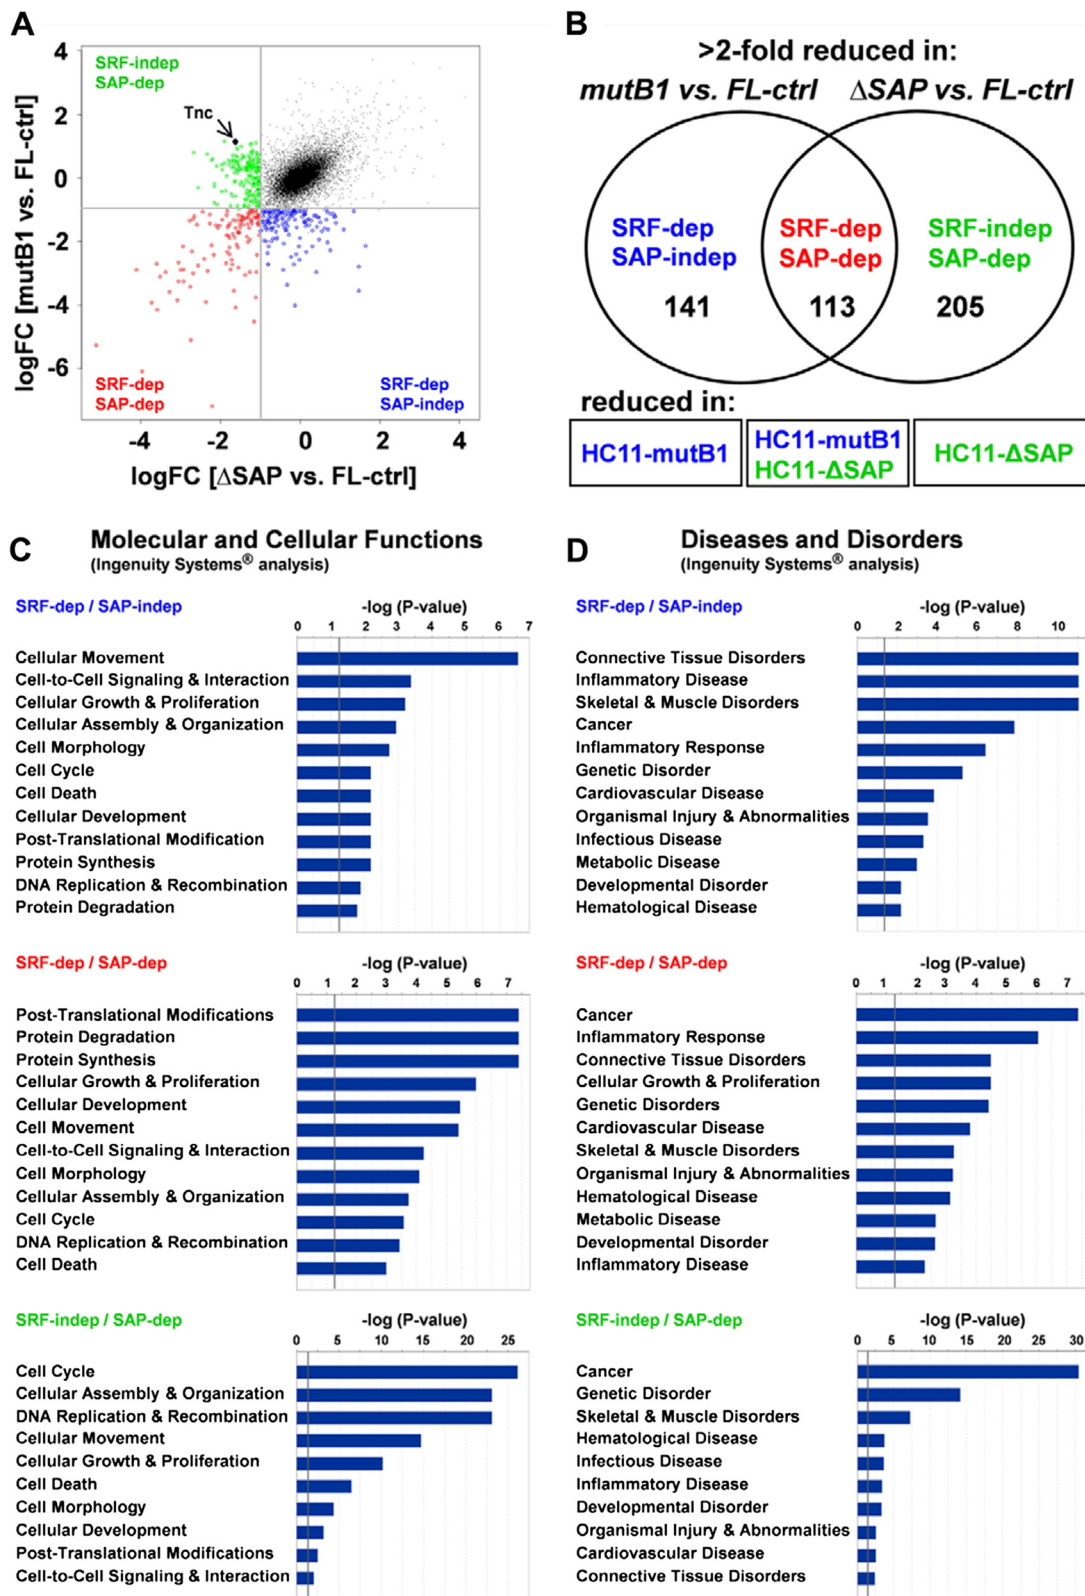 A
4
2
0
-2
-4
-6
logFC [mutB1 vs. FL-ctrl]
SRF-indep
SAP-dep
Tnc
SRF-dep
SAP-dep
SRF-dep
SAP-indep
-4 -2 0 2 4
logFC [ΔSAP vs. FL-ctrl]
B
>2-fold reduced in:
mutB1 vs. FL-ctrl ΔSAP vs. FL-ctrl
SRF-dep SRF-dep SRF-indep
SAP-indep SAP-dep SAP-dep
141 113 205
reduced in:
HC11-mutB1
HC11-mutB1
HC11-ΔSAP
HC11-ΔSAP
C
Molecular and Cellular Functions
(Ingenuity Systems® analysis)
SRF-dep / SAP-indep
-log (P-value)
0 1 2 3 4 5 6 7
Cellular Movement
Cell-to-Cell Signaling & Interaction
Cellular Growth & Proliferation
Cellular Assembly & Organization
Cell Morphology
Cell Cycle
Cell Death
Cellular Development
Post-Translational Modification
Protein Synthesis
DNA Replication & Recombination
Protein Degradation
SRF-dep / SAP-dep
-log (P-value)
0 1 2 3 4 5 6 7
Post-Translational Modifications
Protein Degradation
Protein Synthesis
Cellular Growth & Proliferation
Cellular Development
Cell Movement
Cell-to-Cell Signaling & Interaction
Cell Morphology
Cellular Assembly & Organization
Cell Cycle
DNA Replication & Recombination
Cell Death
SRF-indep / SAP-dep
-log (P-value)
0 5 10 15 20 25
Cell Cycle
Cellular Assembly & Organization
DNA Replication & Recombination
Cellular Movement
Cellular Growth & Proliferation
Cell Death
Cell Morphology
Cellular Development
Post-Translational Modifications
Cell-to-Cell Signaling & Interaction
D
Diseases and Disorders
(Ingenuity Systems® analysis)
SRF-dep / SAP-indep
-log (P-value)
0 2 4 6 8 10
Connective Tissue Disorders
Inflammatory Disease
Skeletal & Muscle Disorders
Cancer
Inflammatory Response
Genetic Disorder
Cardiovascular Disease
Organismal Injury & Abnormalities
Infectious Disease
Metabolic Disease
Developmental Disorder
Hematological Disease
SRF-dep / SAP-dep
-log (P-value)
0 1 2 3 4 5 6 7
Cancer
Inflammatory Response
Connective Tissue Disorders
Cellular Growth & Proliferation
Genetic Disorders
Cardiovascular Disease
Skeletal & Muscle Disorders
Organismal Injury & Abnormalities
Hematological Disease
Metabolic Disease
Developmental Disorder
Inflammatory Disease
SRF-indep / SAP-dep
-log (P-value)
0 5 10 15 20 25 30
Cancer
Genetic Disorder
Skeletal & Muscle Disorders
Hematological Disease
Infectious Disease
Inflammatory Disease
Developmental Disorder
Organismal Injury & Abnormalities
Cardiovascular Disease
Connective Tissue Disorders